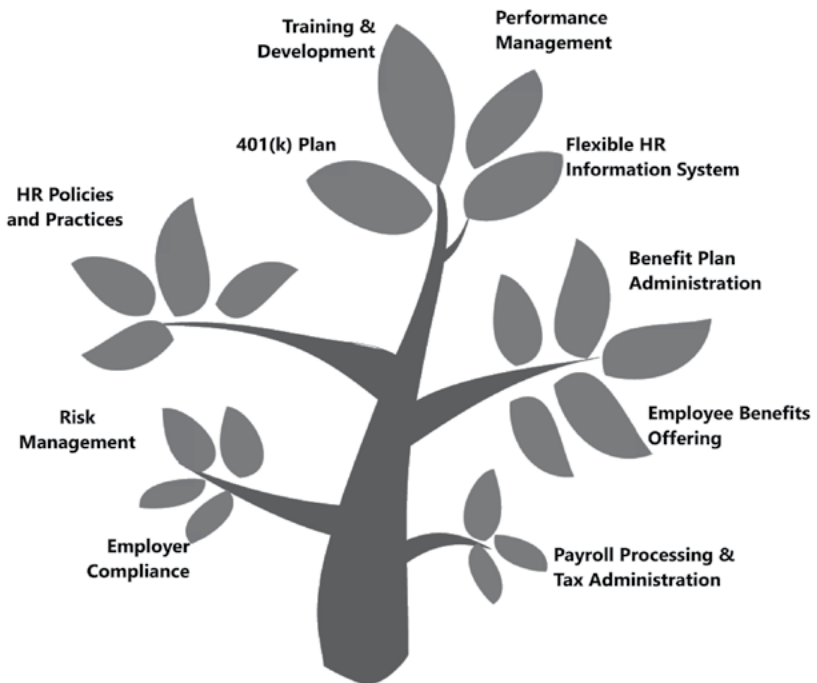 Training &
Development
Performance
Management
401(k) Plan
Flexible HR
Information System
HR Policies
and Practices
Benefit Plan
Administration
Risk
Management
Employee Benefits
Offering
Employer
Compliance
Payroll Processing &
Tax Administration